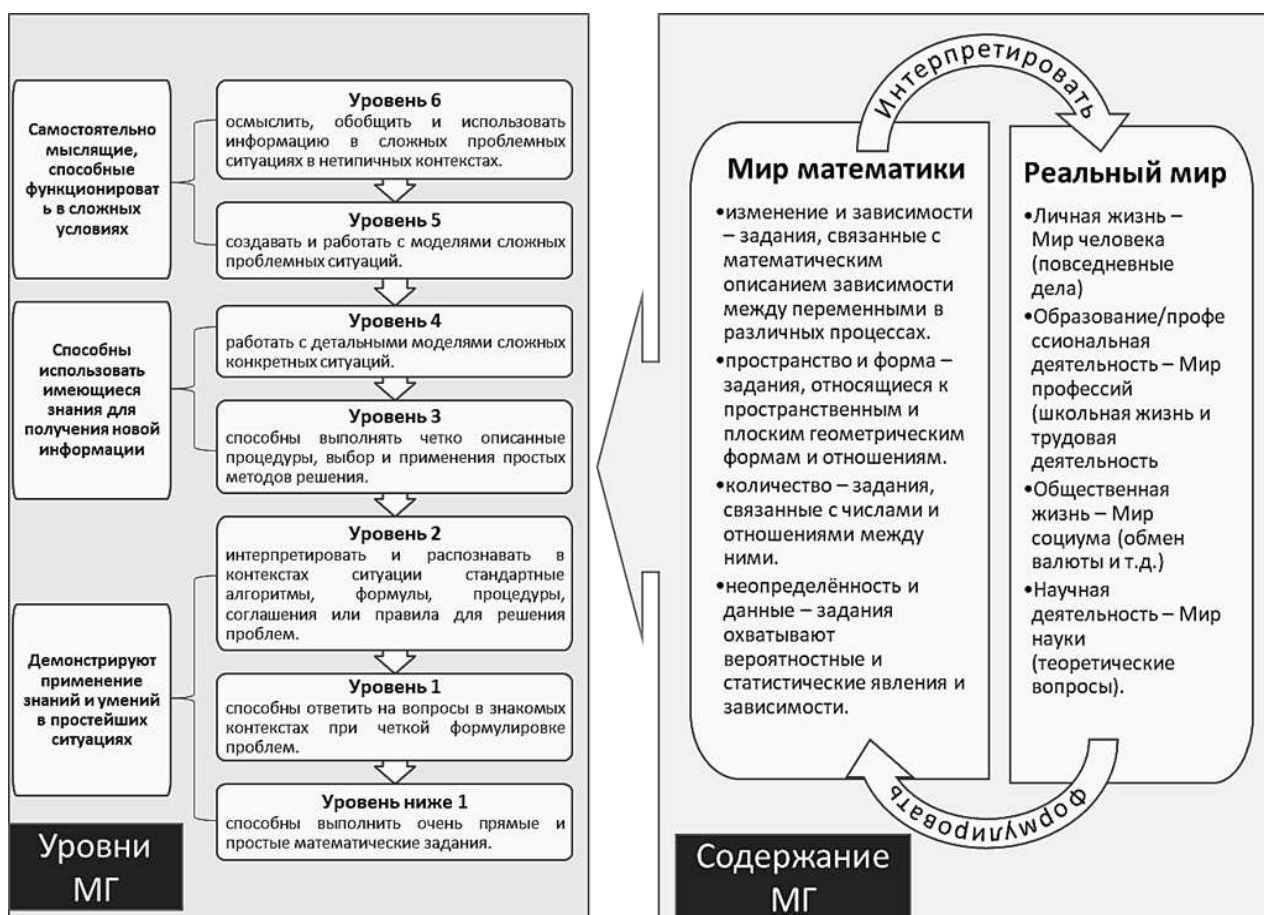 Самостоятельно
мыслящие,
способные
функционироват
ь в сложных
условиях
Уровень 6
осмыслить, обобщить и использовать
информацию в сложных проблемных
ситуациях в нетипичных контекстах.
Уровень 5
создавать и работать с моделями сложных
проблемных ситуаций.
Способны
использовать
имеющиеся
знания для
получения новой
информации
Уровень 4
работать с детальными моделями сложных
конкретных ситуаций.
Уровень 3
способны выполнять четко описанные
процедуры, выбор и применения простых
методов решения.
Демонстрируют
применение
знаний и умений
в простейших
ситуациях
Уровень 2
интерпретировать и распознавать в
контекстах ситуации стандартные
алгоритмы, формулы, процедуры,
соглашения или правила для решения
проблем.
Уровень 1
способны ответить на вопросы в знакомых
контекстах при четкой формулировке
проблем.
Уровень ниже 1
способны выполнить очень прямые и
простые математические задания.
Уровни
МГ
Интерпретировать
Мир математики
•изменение и зависимости
– задания, связанные с
математическим
описанием зависимости
между переменными в
различных процессах.
•пространство и форма –
задания, относящиеся к
пространственным и
плоским геометрическим
формам и отношениям.
•количество – задания,
связанные с числами и
отношениями между
ними.
•неопределённость и
данные – задания
охватывают
вероятностные и
статистические явления и
зависимости.
Реальный мир
•Личная жизнь –
Мир человека
(повседневные
дела)
•Образование/профе
ссиональная
деятельность – Мир
профессий
(школьная жизнь и
трудовая
деятельность
•Общественная
жизнь – Мир
социума (обмен
валюты и т.д.)
•Научная
деятельность – Мир
науки
(теоретические
вопросы).
Формулировать
Содержание
МГ